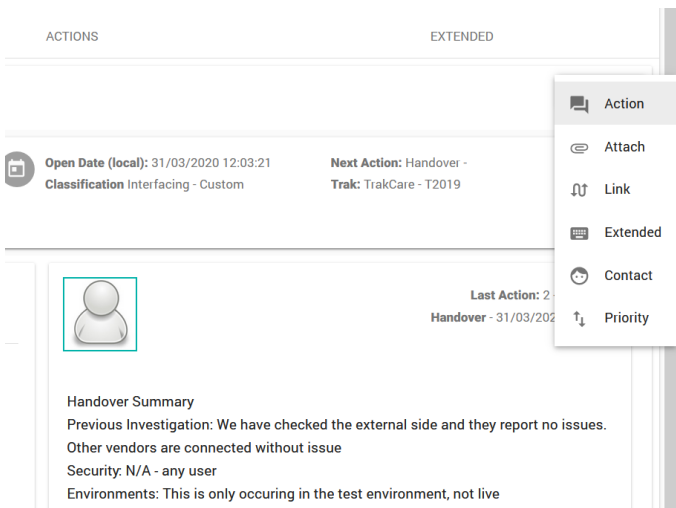 ACTIONS EXTENDED
Action
Attach
Link
Extended
Contact
Priority
Open Date (local): 31/03/2020 12:03:21 Next Action: Handover -
Classification Interfacing - Custom Trak: TrakCare - T2019
Last Action: 2
Handover - 31/03/202
Handover Summary
Previous Investigation: We have checked the external side and they report no issues.
Other vendors are connected without issue
Security: N/A - any user
Environments: This is only occuring in the test environment, not live